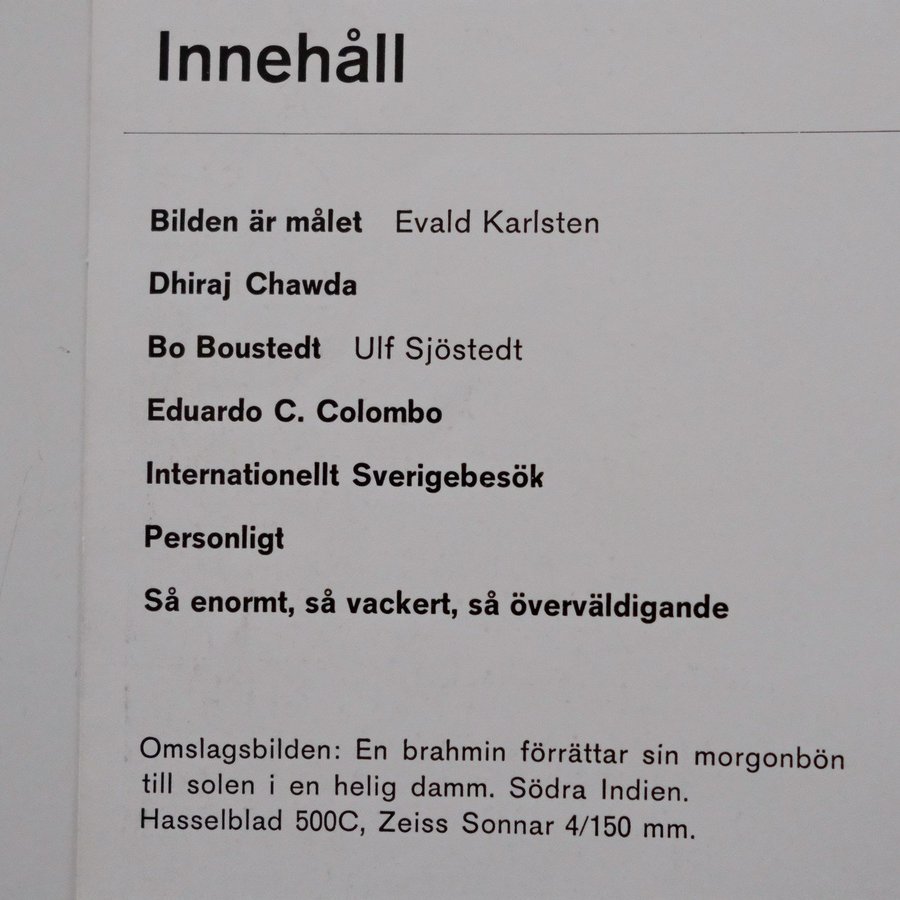 Innehåll
Bilden är målet Evald Karlsten
Dhiraj Chawda
Bo Boustedt Ulf Sjöstedt
Eduardo C. Colombo
Internationellt Sverigebesök
Personligt
Så enormt, så vackert, så överväldigande
Omslagsbilden: En brahmin förrättar sin morgonbön
till solen i en helig damm. Södra Indien.
Hasselblad 500C, Zeiss Sonnar 4/150 mm.